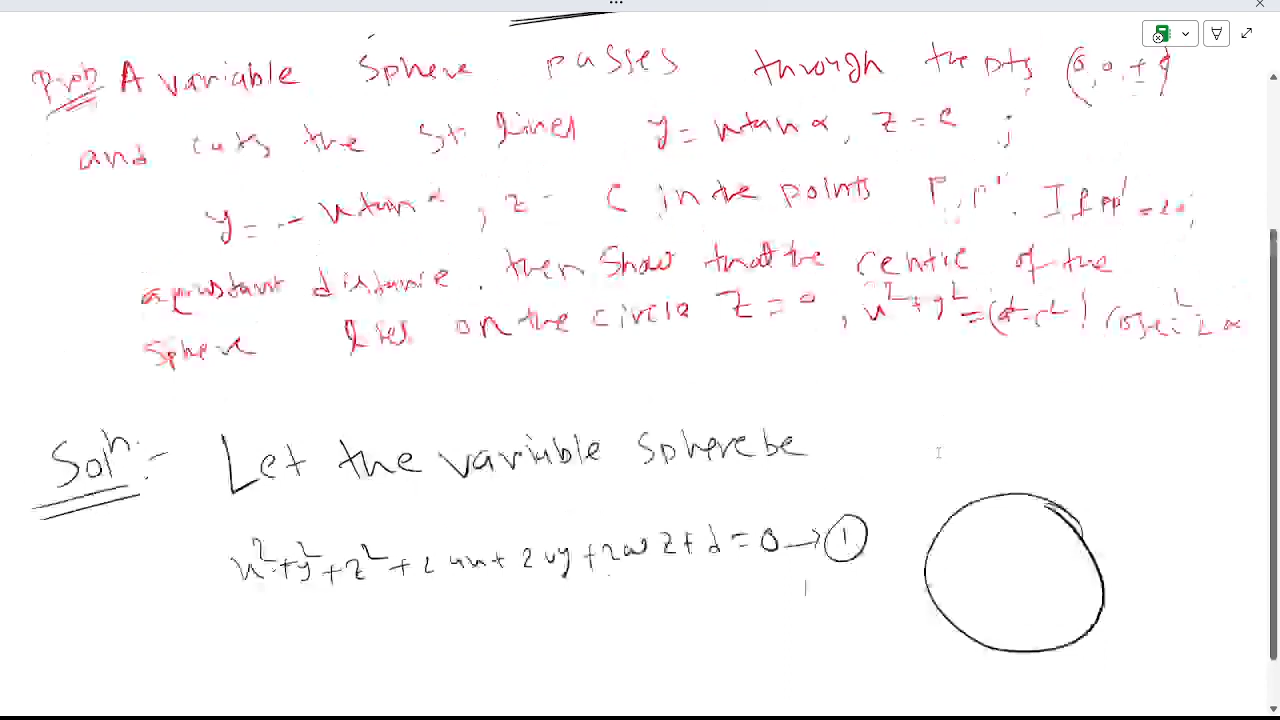 Prob A variable sphere passes through the pts (0, 0, ± c)
and cuts the st lines y = x tan α, z = c ;
y = - x tan α, z = - c in the points P, P'. If PP' = 2a,
a constant distance, then show that the centre of the
sphere lies on the circle z = 0, x² + y² = (a² - c²) cosec² 2α
Solⁿ:- Let the variable sphere be
x² + y² + z² + 2ux + 2vy + 2wz + d = 0 → ①